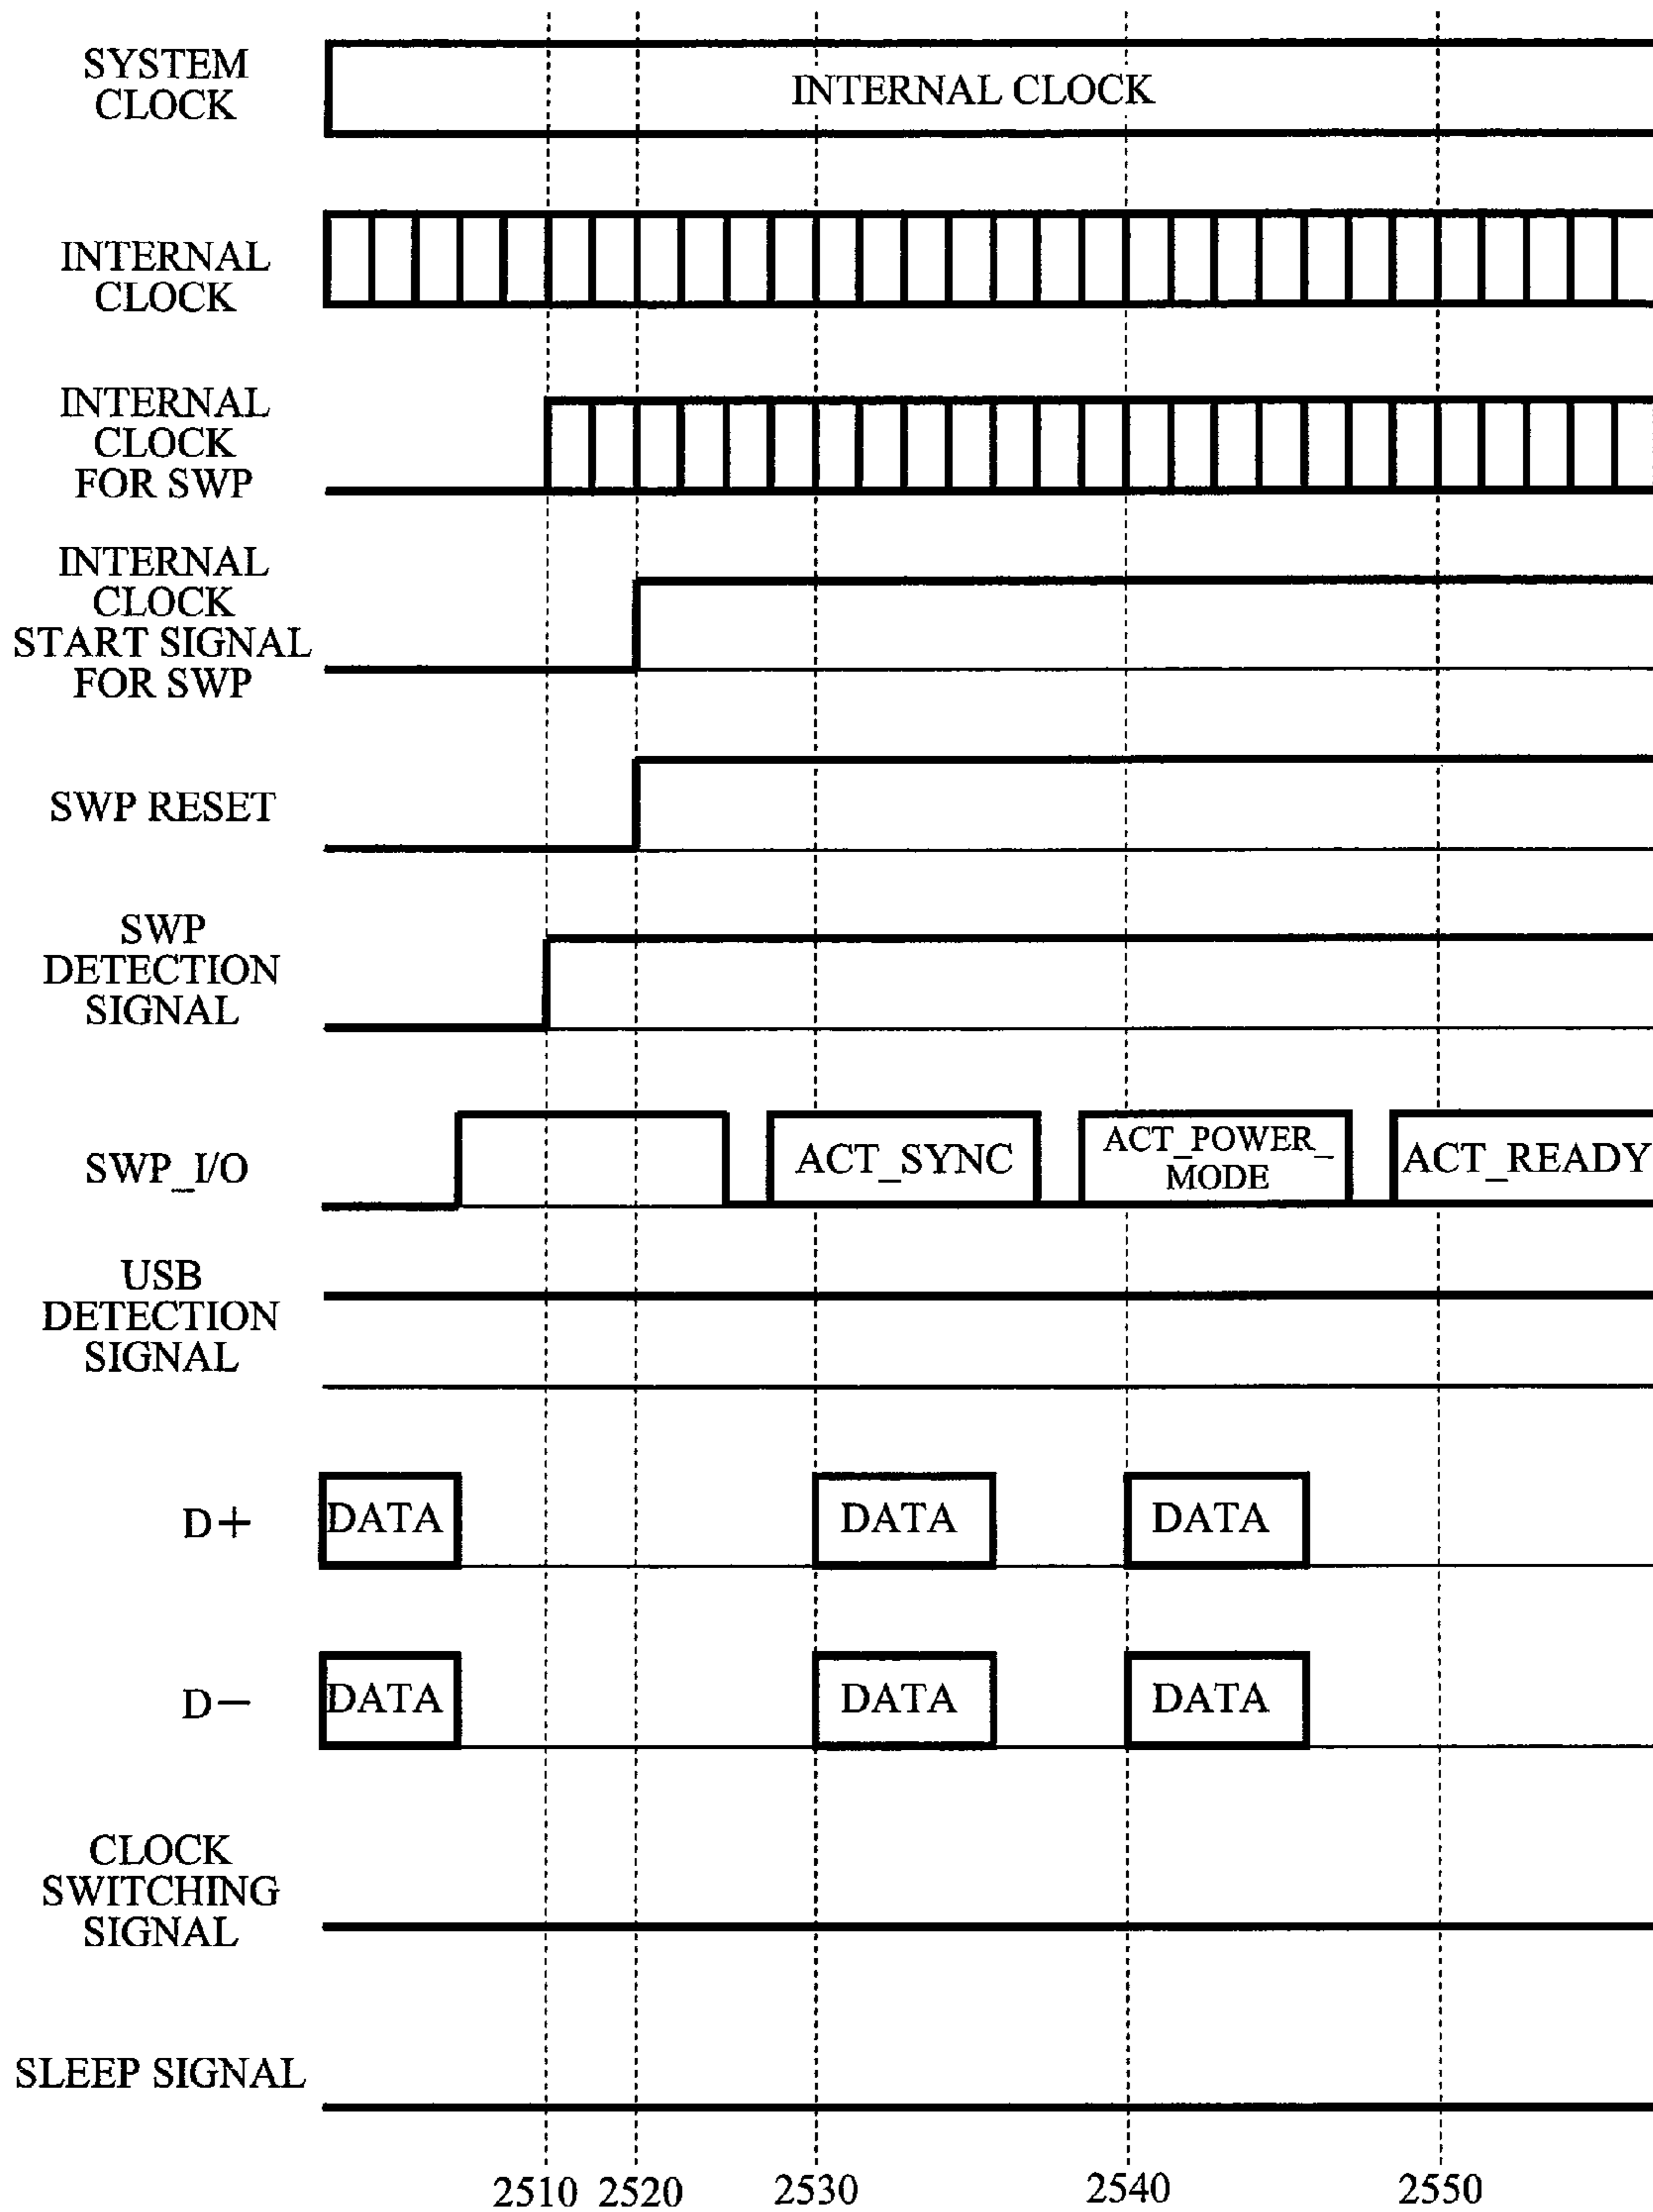 SYSTEM
CLOCK
INTERNAL CLOCK
INTERNAL
CLOCK
INTERNAL
CLOCK
FOR SWP
INTERNAL
CLOCK
START SIGNAL
FOR SWP
SWP RESET
SWP
DETECTION
SIGNAL
SWP_I/O
ACT_SYNC
ACT_POWER_
MODE
ACT_READY
USB
DETECTION
SIGNAL
D+
DATA
DATA
DATA
D−
DATA
DATA
DATA
CLOCK
SWITCHING
SIGNAL
SLEEP SIGNAL
2510 2520 2530 2540 2550